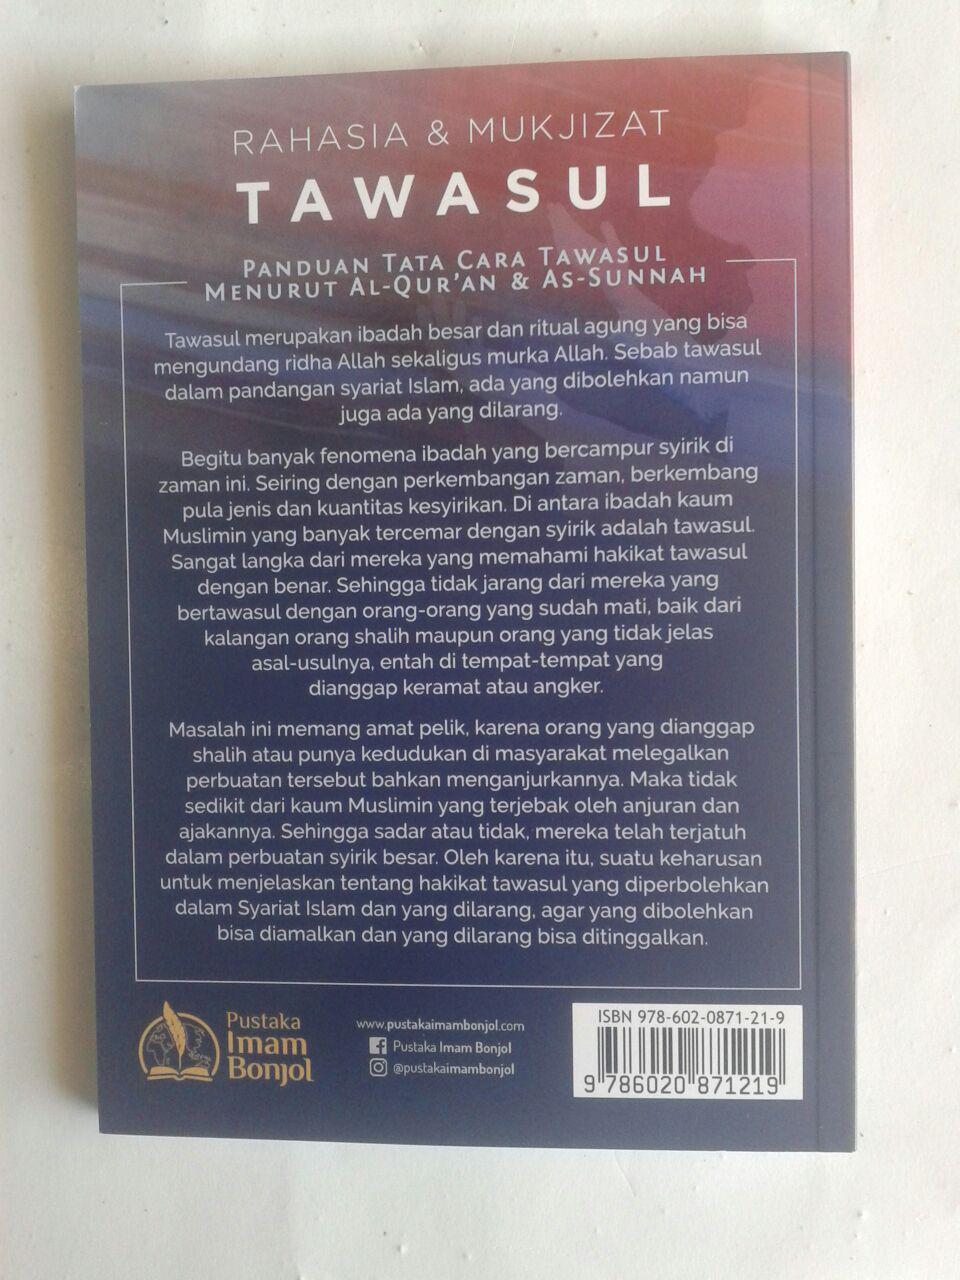 RAHASIA & MUKJIZAT
TAWASUL
PANDUAN TATA CARA TAWASUL
MENURUT AL-QUR'AN & AS-SUNNAH
Tawasul merupakan ibadah besar dan ritual agung yang bisa
mengundang ridha Allah sekaligus murka Allah. Sebab tawasul
dalam pandangan syariat Islam, ada yang dibolehkan namun
juga ada yang dilarang.
Begitu banyak fenomena ibadah yang bercampur syirik di
zaman ini. Seiring dengan perkembangan zaman, berkembang
pula jenis dan kuantitas kesyirikan. Di antara ibadah kaum
Muslimin yang banyak tercemar dengan syirik adalah tawasul.
Sangat langka dari mereka yang memahami hakikat tawasul
dengan benar. Sehingga tidak jarang dari mereka yang
bertawasul dengan orang-orang yang sudah mati, baik dari
kalangan orang shalih maupun orang yang tidak jelas
asal-usulnya, entah di tempat-tempat yang
dianggap keramat atau angker.
Masalah ini memang amat pelik, karena orang yang dianggap
shalih atau punya kedudukan di masyarakat melegalkan
perbuatan tersebut bahkan menganjurkannya. Maka tidak
sedikit dari kaum Muslimin yang terjebak oleh anjuran dan
ajakannya. Sehingga sadar atau tidak, mereka telah terjatuh
dalam perbuatan syirik besar. Oleh karena itu, suatu keharusan
untuk menjelaskan tentang hakikat tawasul yang diperbolehkan
dalam Syariat Islam dan yang dilarang, agar yang dibolehkan
bisa diamalkan dan yang dilarang bisa ditinggalkan.
Pustaka
Imam
Bonjol
www.pustakaimambonjol.com
Pustaka Imam Bonjol
@pustakaimambonjol
ISBN 978-602-0871-21-9
9 786020 871219